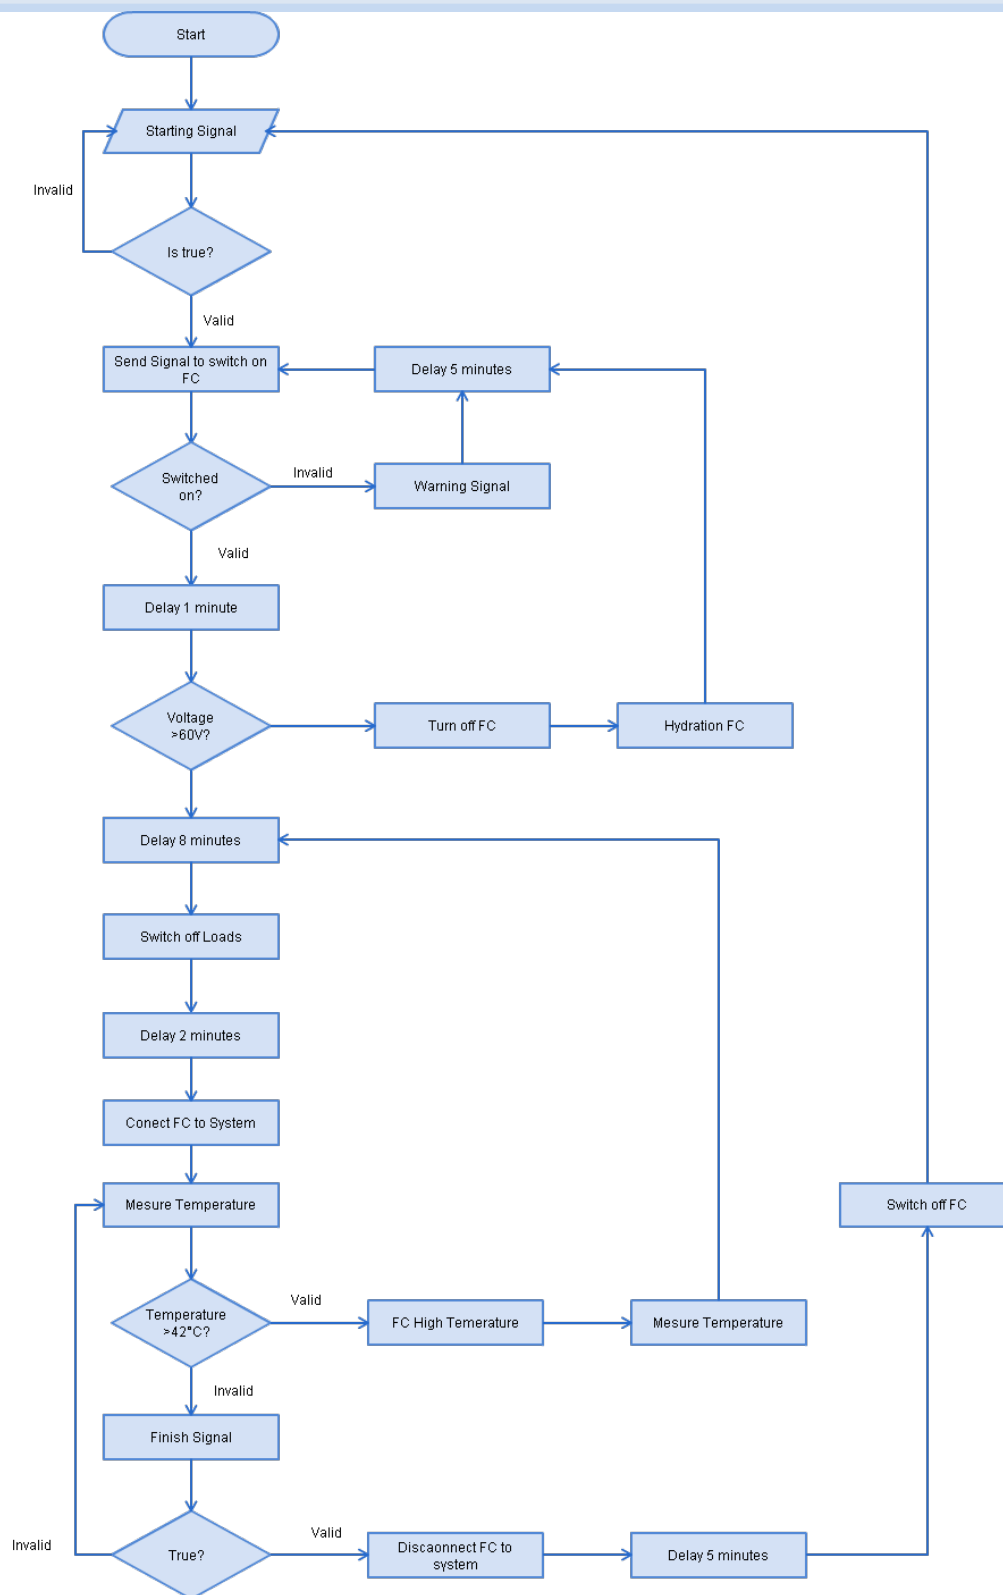 Start
Starting Signal
Invalid
Is true?
Valid
Send Signal to switch on
FC
Delay 5 minutes
Switched
on?
Invalid
Warning Signal
Valid
Delay 1 minute
Voltage
>60V?
Turn off FC
Hydration FC
Delay 8 minutes
Switch off Loads
Delay 2 minutes
Conect FC to System
Mesure Temperature
Switch off FC
Temperature
>42°C?
Valid
FC High Temerature
Mesure Temperature
Invalid
Finish Signal
Invalid
True?
Valid
Discaonnect FC to
system
Delay 5 minutes